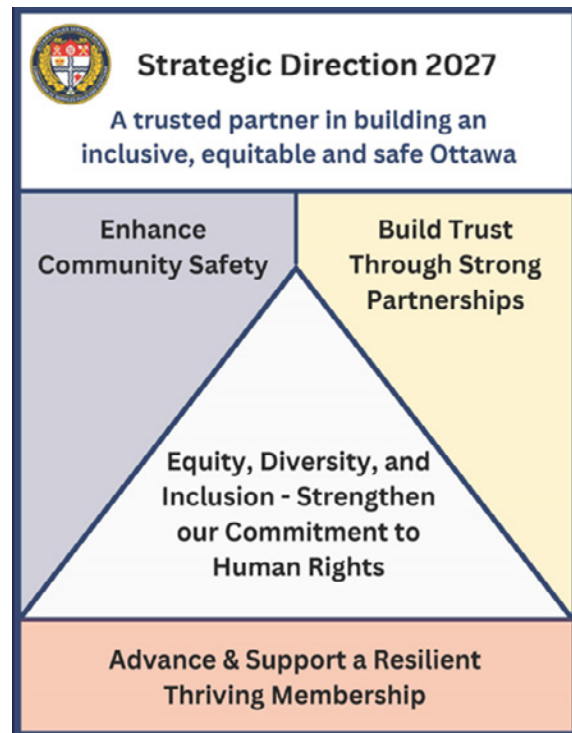 Strategic Direction 2027
A trusted partner in building an
inclusive, equitable and safe Ottawa
Enhance
Community Safety
Build Trust
Through Strong
Partnerships
Equity, Diversity, and
Inclusion - Strengthen
our Commitment to
Human Rights
Advance & Support a Resilient
Thriving Membership